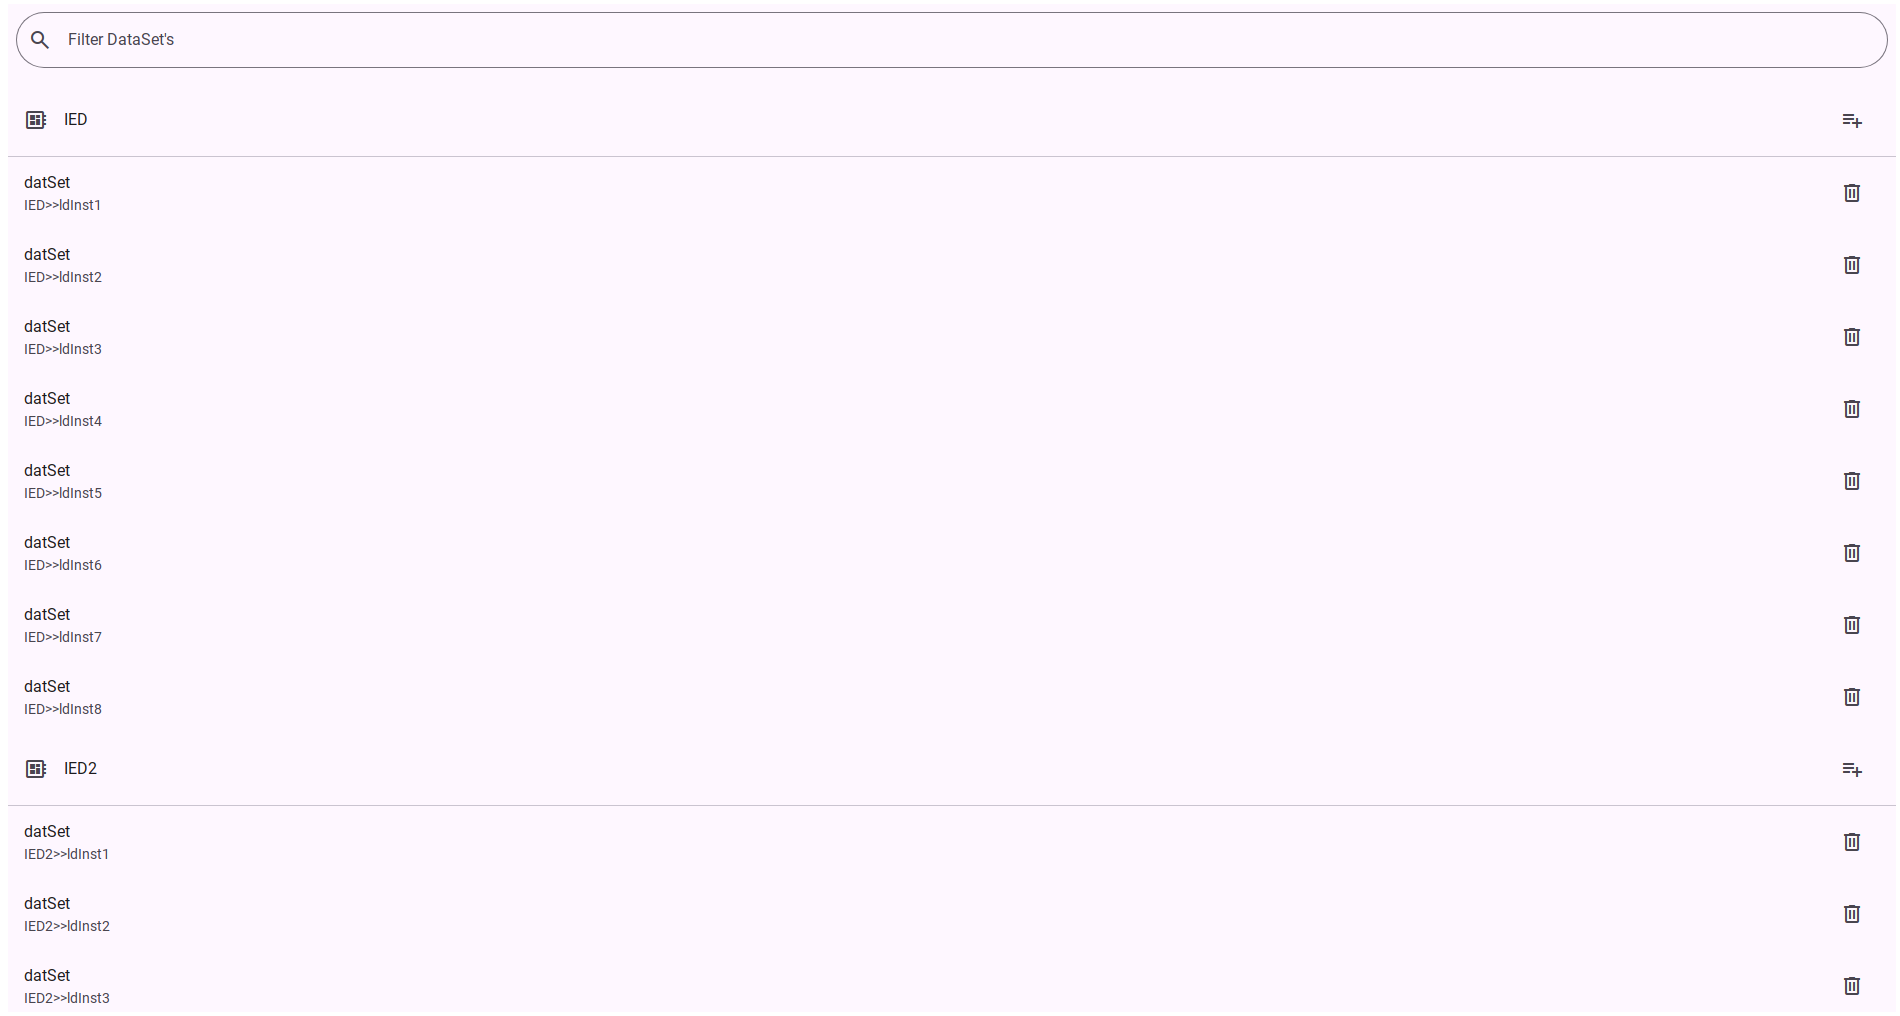 Filter DataSet's
IED
datSet
IED>>ldInst1
datSet
IED>>ldInst2
datSet
IED>>ldInst3
datSet
IED>>ldInst4
datSet
IED>>ldInst5
datSet
IED>>ldInst6
datSet
IED>>ldInst7
datSet
IED>>ldInst8
IED2
datSet
IED2>>ldInst1
datSet
IED2>>ldInst2
datSet
IED2>>ldInst3